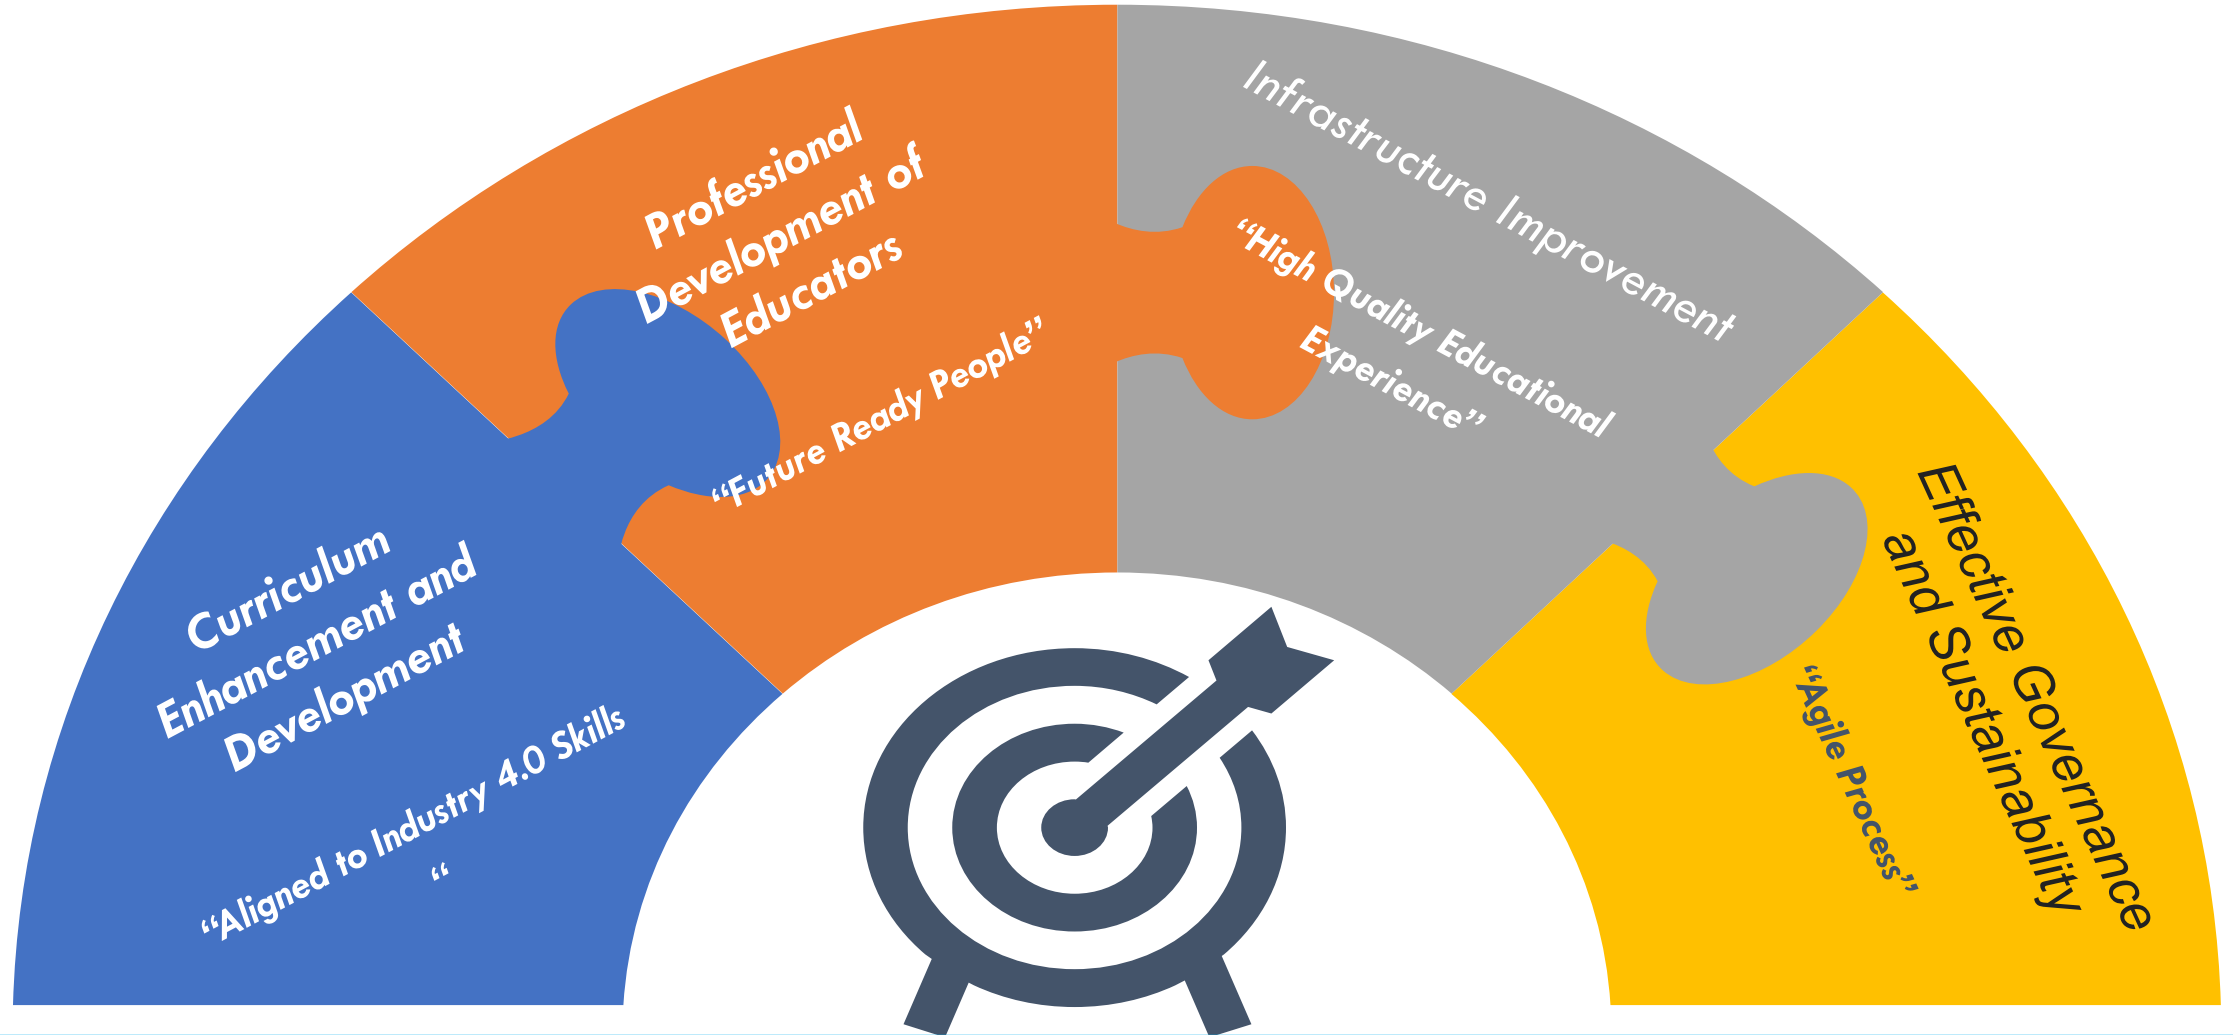 Curriculum
Enhancement and
Development
“Aligned to Industry 4.0 Skills
“
Professional
Development of
Educators
“Future Ready People”
Infrastructure Improvement
“High Quality Educational
Experience”
Effective Governance
and Sustainability
“Agile Process”